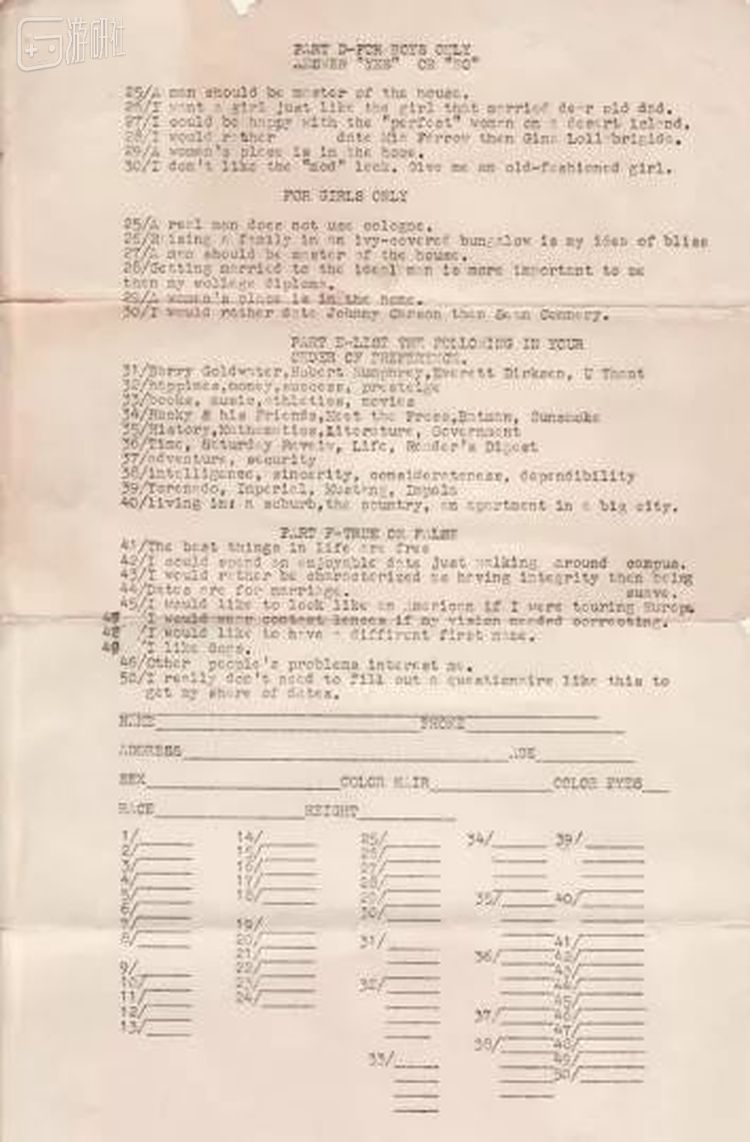 游研社
PART D-FOR BOYS ONLY
ANSWER "YES" OR "NO"
25/A man should be master of the house.
26/I want a girl just like the girl that married dear old dad.
27/I could be happy with the "perfect" woman on a desert island.
28/I would rather date Mia Farrow then Gina Lollobrigida.
29/A women's place is in the home.
30/I don't like the "mod" look. Give me an old-fashioned girl.
FOR GIRLS ONLY
25/A real man does not use cologne.
26/Raising a family in an ivy-covered bungalow is my idea of bliss
27/A man should be master of the house.
28/Getting married to the ideal man is more important to me
than my college diploma.
29/A women's place is in the home.
30/I would rather date Johnny Carson than Sean Connery.
PART E-LIST THE FOLLOWING IN YOUR
ORDER OF PREFERENCE.
31/Barry Goldwater,Hubert Humphrey,Everett Dirksen, U Thant
32/happiness,money,success, presteige
33/books, music,athletics, movies
34/Rocky & his Friends,Meet the Press,Batman, Gunsmoke
35/History,Mathematics,Literature, Government
36/Time, Saturday Review, Life, Reader's Digest
37/adventure, security
38/intelligence, sincerity, considerateness, dependibility
39/Toronado, Imperial, Mustang, Impala
40/living in: a suburb,the country, an apartment in a big city.
PART F-TRUE OR FALSE
41/The best things in life are free
42/I could spend an enjoyable date just walking around campus.
43/I would rather be characterized as having integrity then being
44/Dates are for marriage. suave.
45/I would like to look like an American if I were touring Europe.
/I would wear contact lenses if my vision needed correcting.
/I would like to have a diffirent first name.
/I like dogs.
/Other people's problems interest me.
50/I really don't need to fill out a questionnaire like this to
get my share of dates.
NAME PHONE
ADDRESS AGE
SEX COLOR HAIR COLOR EYES
RACE HEIGHT
1/ 14/ 25/ 34/ 39/
2/ 15/ 26/
3/ 16/ 27/
4/ 17/ 28/
5/ 18/ 29/ 35/ 40/
6/ 30/
7/ 19/
8/ 20/ 31/ 41/
21/ 36/ 42/
9/ 22/ 43/
10/ 23/ 32/ 44/
11/ 24/ 45/
12/ 37/ 46/
13/ 47/
38/ 48/
33/ 49/
50/